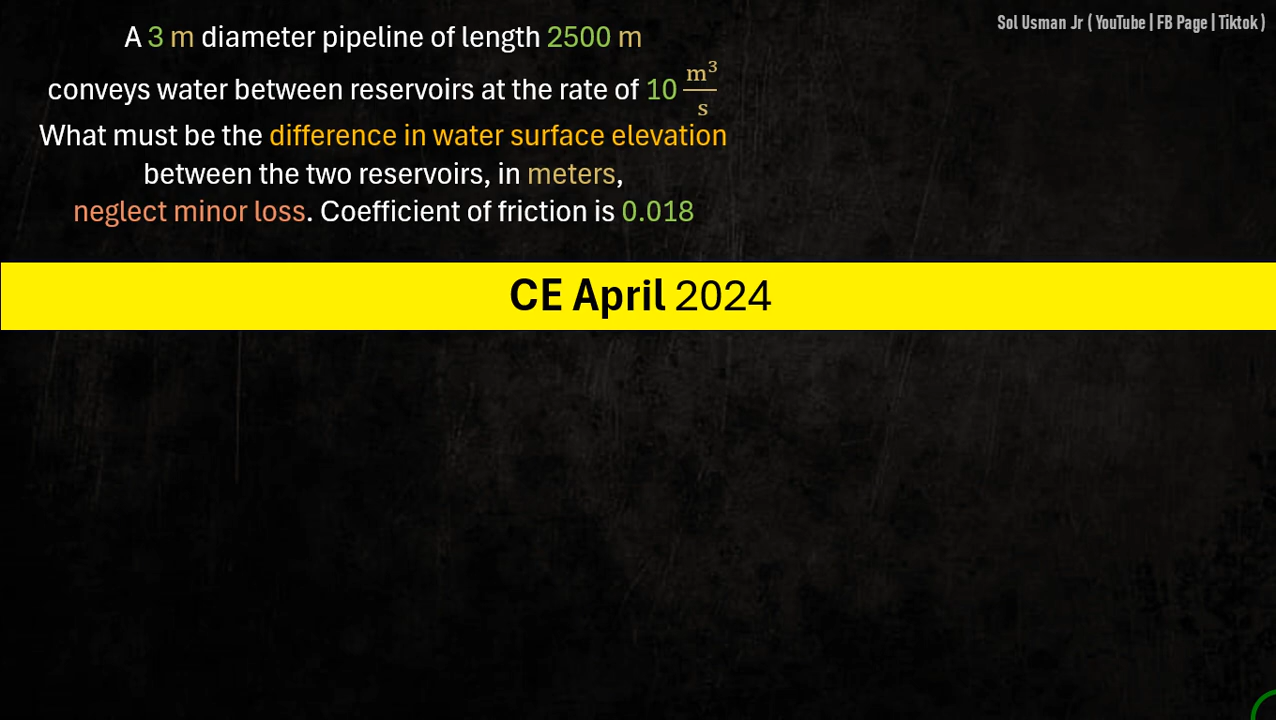 Sol Usman Jr ( YouTube | FB Page | Tiktok )
A 3 m diameter pipeline of length 2500 m
conveys water between reservoirs at the rate of 10 m³/s
What must be the difference in water surface elevation
between the two reservoirs, in meters,
neglect minor loss. Coefficient of friction is 0.018
CE April 2024